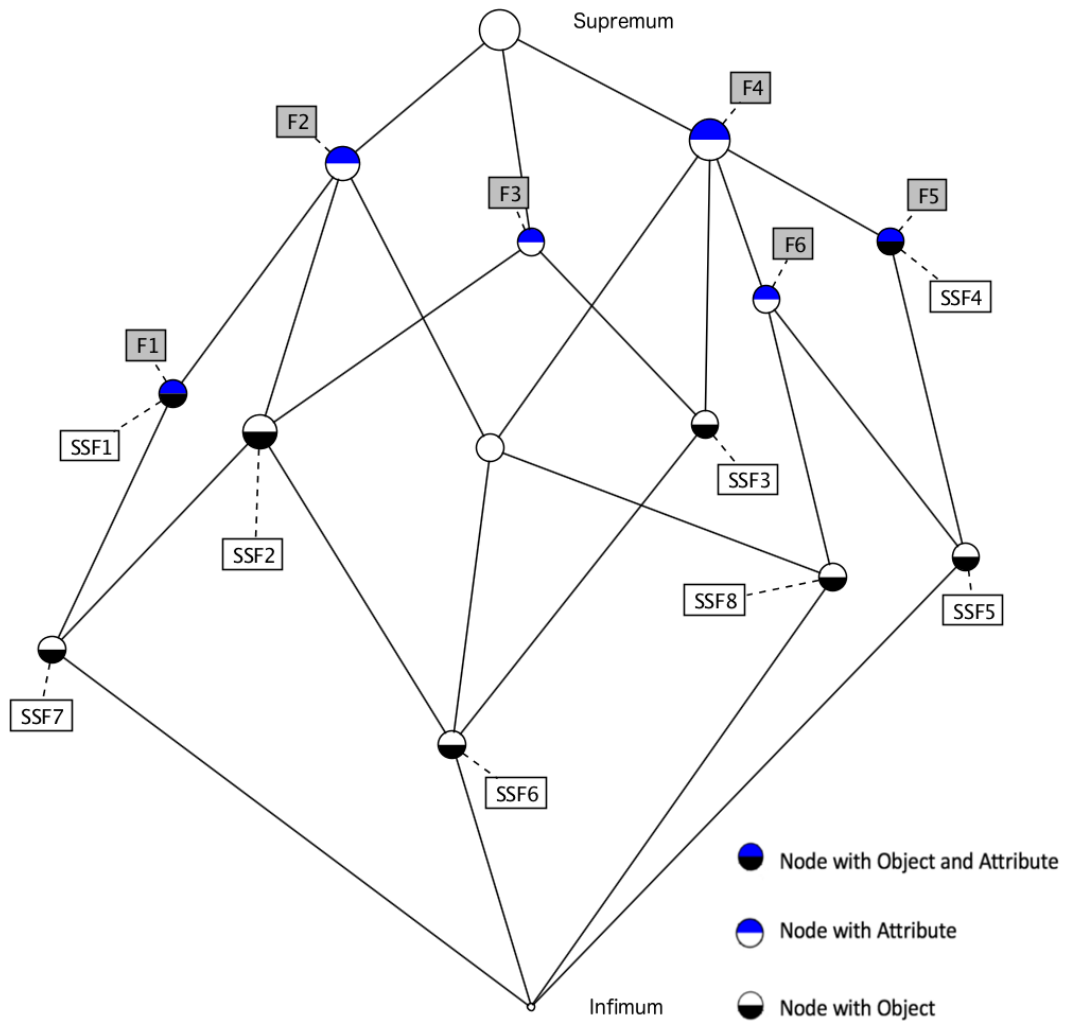 Supremum
F4
F2
F3
F5
F6
SSF4
F1
SSF1
SSF3
SSF2
SSF8
SSF5
SSF7
SSF6
Node with Object and Attribute
Node with Attribute
Infimum
Node with Object